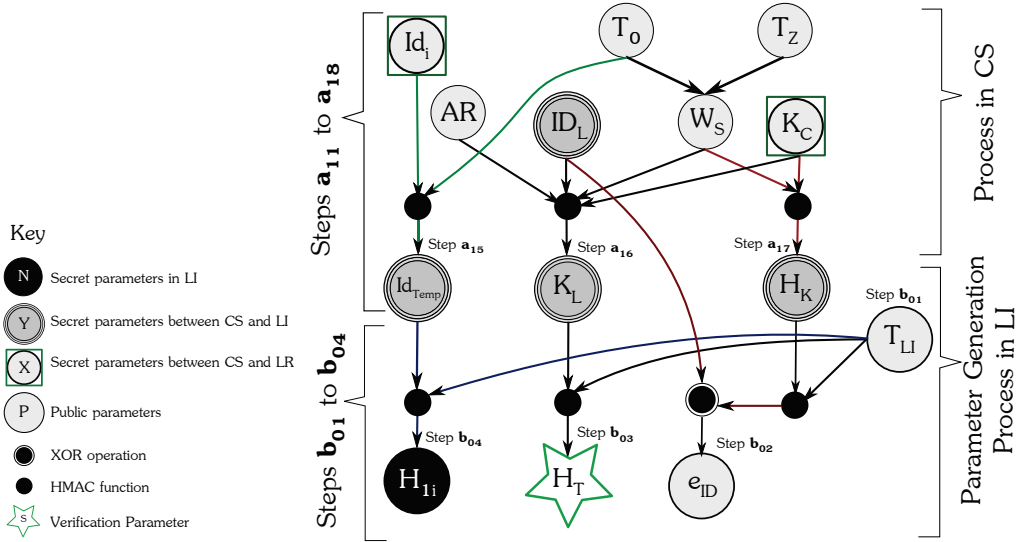 Id_i
T_0
T_Z
AR
ID_L
W_S
K_C
Steps a_11 to a_18
Process in CS
Step a_15
Step a_16
Step a_17
Id_Temp
K_L
H_K
Step b_01
T_LI
Steps b_01 to b_04
Parameter Generation
Process in LI
Step b_04
Step b_03
Step b_02
H_1i
H_T
e_ID
Key
N Secret parameters in LI
Y Secret parameters between CS and LI
X Secret parameters between CS and LR
P Public parameters
XOR operation
HMAC function
S Verification Parameter